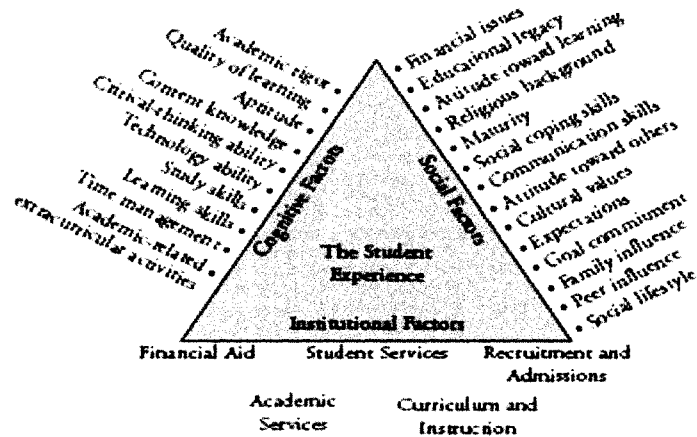 Academic rigor
Quality of learning
Aptitude
Content knowledge
Critical-thinking ability
Technology ability
Study skills
Learning skills
Time management
Academic-related
extracurricular activities
Cognitive Factors
• Financial issues
• Educational legacy
• Attitude toward learning
• Religious background
• Maturity
• Social coping skills
• Communication skills
• Attitude toward others
• Cultural values
• Expectations
• Goal commitment
• Family influence
• Peer influence
• Social lifestyle
Social Factors
The Student
Experience
Institutional Factors
Financial Aid
Student Services
Recruitment and
Admissions
Academic
Services
Curriculum and
Instruction